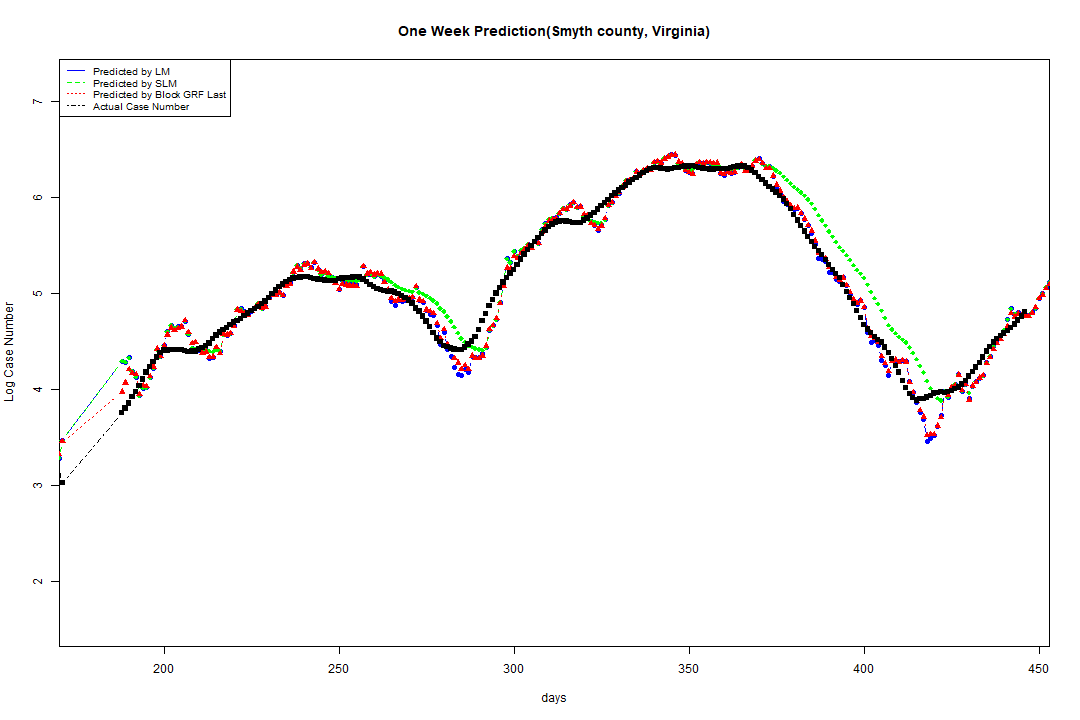 One Week Prediction(Smyth county, Virginia)
Predicted by LM
Predicted by SLM
Predicted by Block GRF Last
Actual Case Number
7
6
5
4
3
2
Log Case Number
200 250 300 350 400 450
days